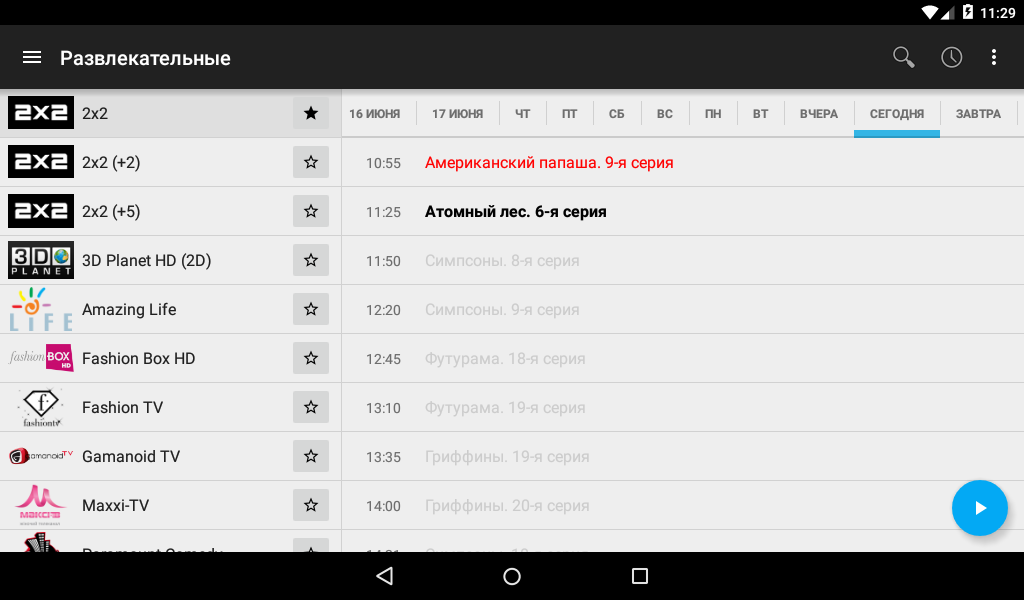 11:29
Развлекательные
2x2 2x2
2x2 2x2 (+2)
2x2 2x2 (+5)
3D PLANET 3D Planet HD (2D)
LIFE Amazing Life
fashion BOX HD Fashion Box HD
f fashiontv Fashion TV
GamanoidTV Gamanoid TV
Maxxi-TV
Paramount Comedy
16 ИЮНЯ 17 ИЮНЯ ЧТ ПТ СБ ВС ПН ВТ ВЧЕРА СЕГОДНЯ ЗАВТРА
10:55 Американский папаша. 9-я серия
11:25 Атомный лес. 6-я серия
11:50 Симпсоны. 8-я серия
12:20 Симпсоны. 9-я серия
12:45 Футурама. 18-я серия
13:10 Футурама. 19-я серия
13:35 Гриффины. 19-я серия
14:00 Гриффины. 20-я серия